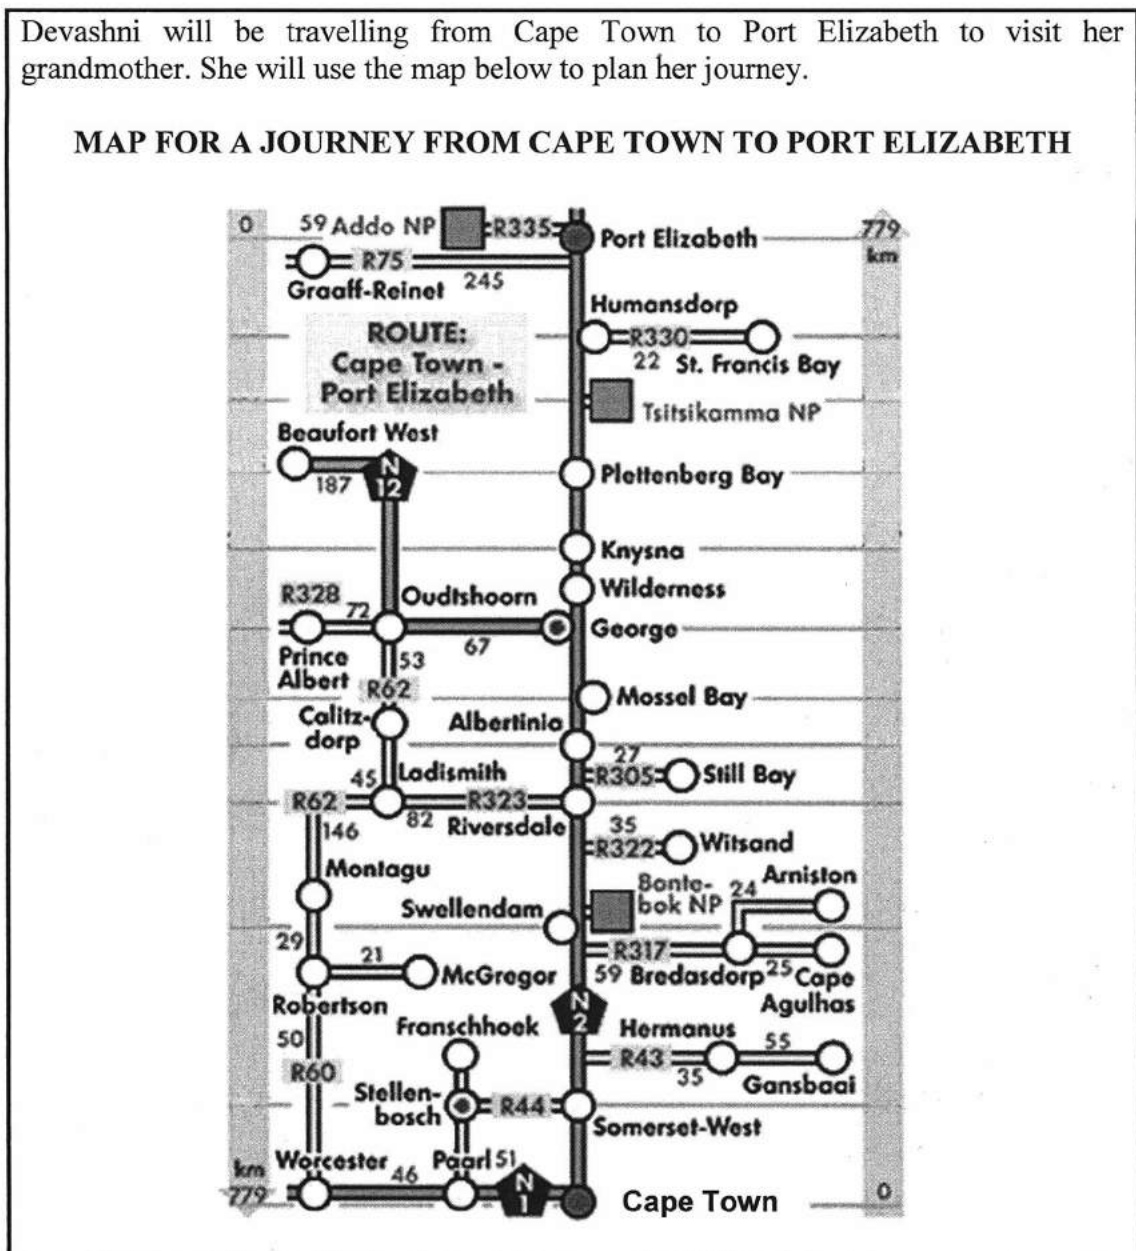 Devashni will be travelling from Cape Town to Port Elizabeth to visit her
grandmother. She will use the map below to plan her journey.
MAP FOR A JOURNEY FROM CAPE TOWN TO PORT ELIZABETH
0
59 Addo NP
R335
Port Elizabeth
779
km
R75
Graaff-Reinet
245
Humansdorp
ROUTE:
Cape Town -
Port Elizabeth
R330
22
St. Francis Bay
Tsitsikamma NP
Beaufort West
187
N
12
Plettenberg Bay
Knysna
Wilderness
R328
72
Oudtshoorn
67
George
Prince
Albert
53
R62
Mossel Bay
Calitz-
dorp
Albertinia
27
R305
Still Bay
45
Ladismith
R62
146
82
R323
Riversdale
35
R322
Witsand
Montagu
Bonte-
bok NP
24
Arniston
Swellendam
29
21
McGregor
R317
59
Bredasdorp
25
Cape
Agulhas
Robertson
N
2
Franschhoek
Hermanus
50
R60
R43
35
55
Gansbaai
Stellen-
bosch
R44
Somerset-West
km
779
Worcester
46
Paarl
51
N
1
Cape Town
0